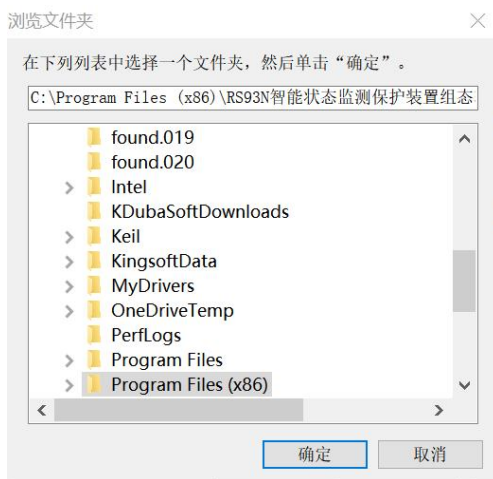 浏览文件夹
在下列列表中选择一个文件夹，然后单击“确定”。
C:\Program Files (x86)\RS93N智能状态监测保护装置组态
found.019
found.020
Intel
KDubaSoftDownloads
Keil
KingsoftData
MyDrivers
OneDriveTemp
PerfLogs
Program Files
Program Files (x86)
确定 取消